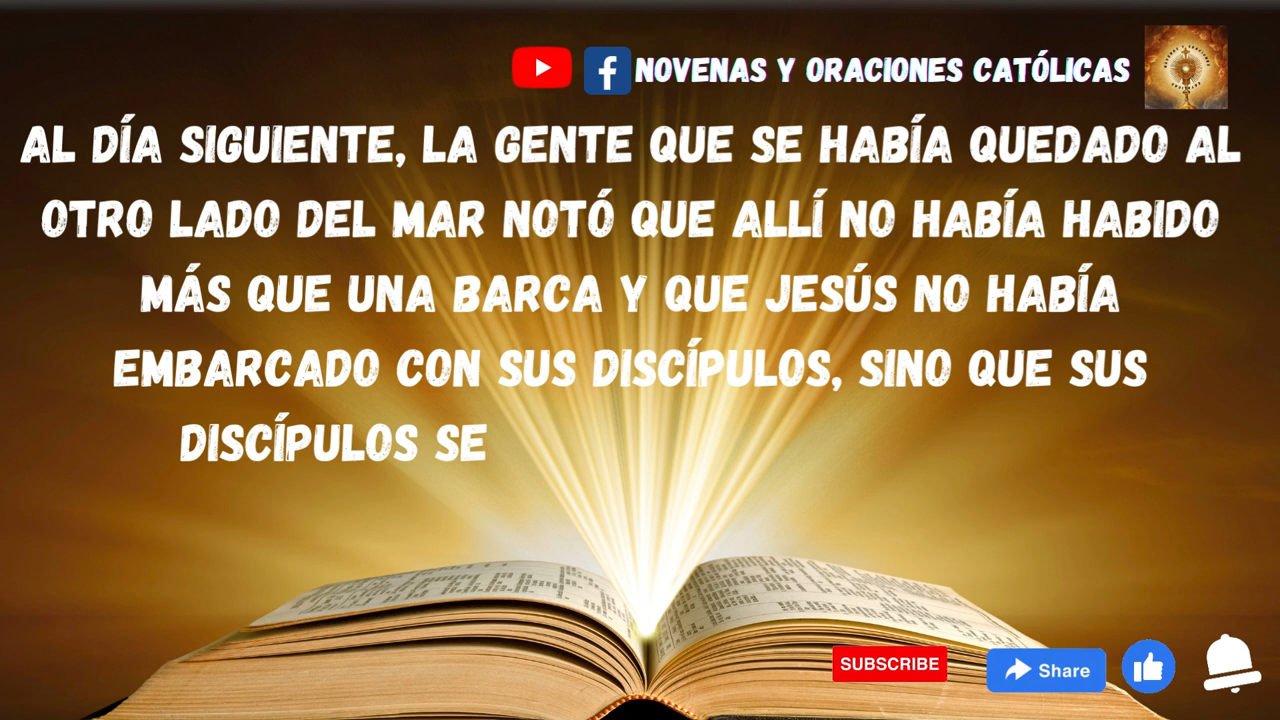 NOVENAS Y ORACIONES CATÓLICAS
AL DÍA SIGUIENTE, LA GENTE QUE SE HABÍA QUEDADO AL
OTRO LADO DEL MAR NOTÓ QUE ALLÍ NO HABÍA HABIDO
MÁS QUE UNA BARCA Y QUE JESÚS NO HABÍA
EMBARCADO CON SUS DISCÍPULOS, SINO QUE SUS
DISCÍPULOS SE
SUBSCRIBE
Share